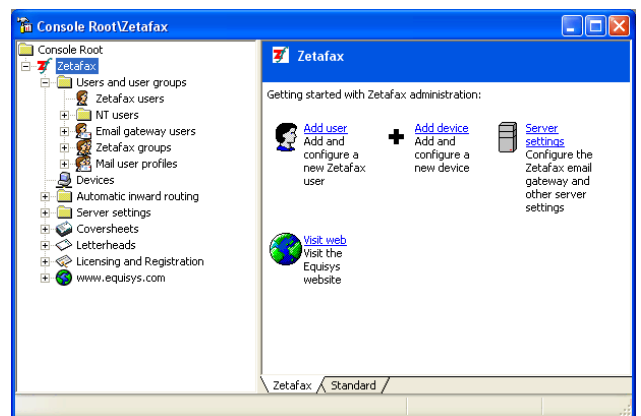 Console Root\Zetafax
Console Root
Zetafax
Users and user groups
Zetafax users
NT users
Email gateway users
Zetafax groups
Mail user profiles
Devices
Automatic inward routing
Server settings
Coversheets
Letterheads
Licensing and Registration
www.equisys.com
Zetafax
Getting started with Zetafax administration:
Add user
Add and
configure a
new Zetafax
user
Add device
Add and
configure a
new device
Server
settings
Configure the
Zetafax email
gateway and
other server
settings
Visit web
Visit the
Equisys
website
Zetafax
Standard